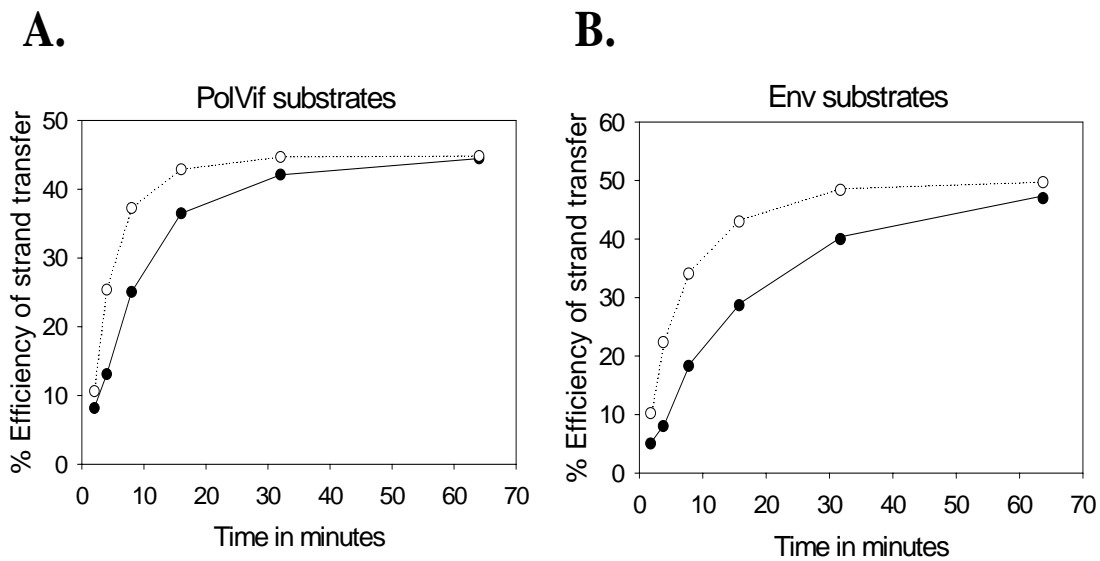 A.
PolVif substrates
% Efficiency of strand transfer
50
40
30
20
10
0
0 10 20 30 40 50 60 70
Time in minutes
B.
Env substrates
% Efficiency of strand transfer
60
50
40
30
20
10
0
0 10 20 30 40 50 60 70
Time in minutes